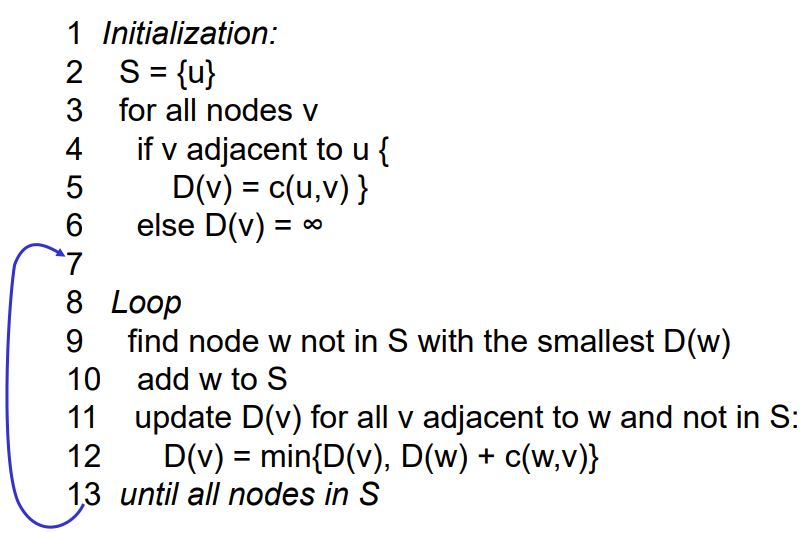 1 Initialization:
2 S = {u}
3 for all nodes v
4 if v adjacent to u {
5 D(v) = c(u,v) }
6 else D(v) = ∞
7
8 Loop
9 find node w not in S with the smallest D(w)
10 add w to S
11 update D(v) for all v adjacent to w and not in S:
12 D(v) = min{D(v), D(w) + c(w,v)}
13 until all nodes in S